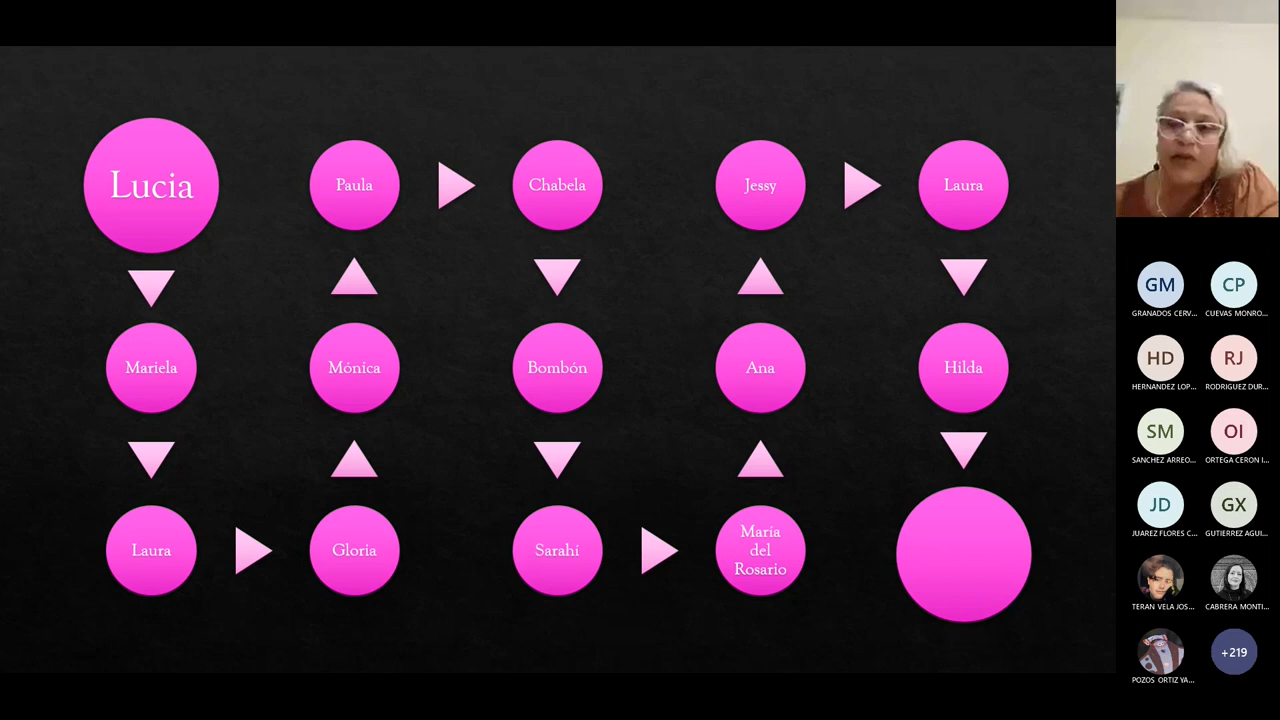 Lucia
Paula
Chabela
Jessy
Laura
Mariela
Mónica
Bombón
Ana
Hilda
Laura
Gloria
Sarahí
María
del
Rosario
GM
CP
GRANADOS CERV...
CUEVAS MONRO...
HD
RJ
HERNANDEZ LOP...
RODRIGUEZ DUR...
SM
OI
SANCHEZ ARREO...
ORTEGA CERON I...
JD
GX
JUAREZ FLORES C...
GUTIERREZ AGUI...
TERAN VELA JOS...
CABRERA MONTI...
+219
POZOS ORTIZ YA...